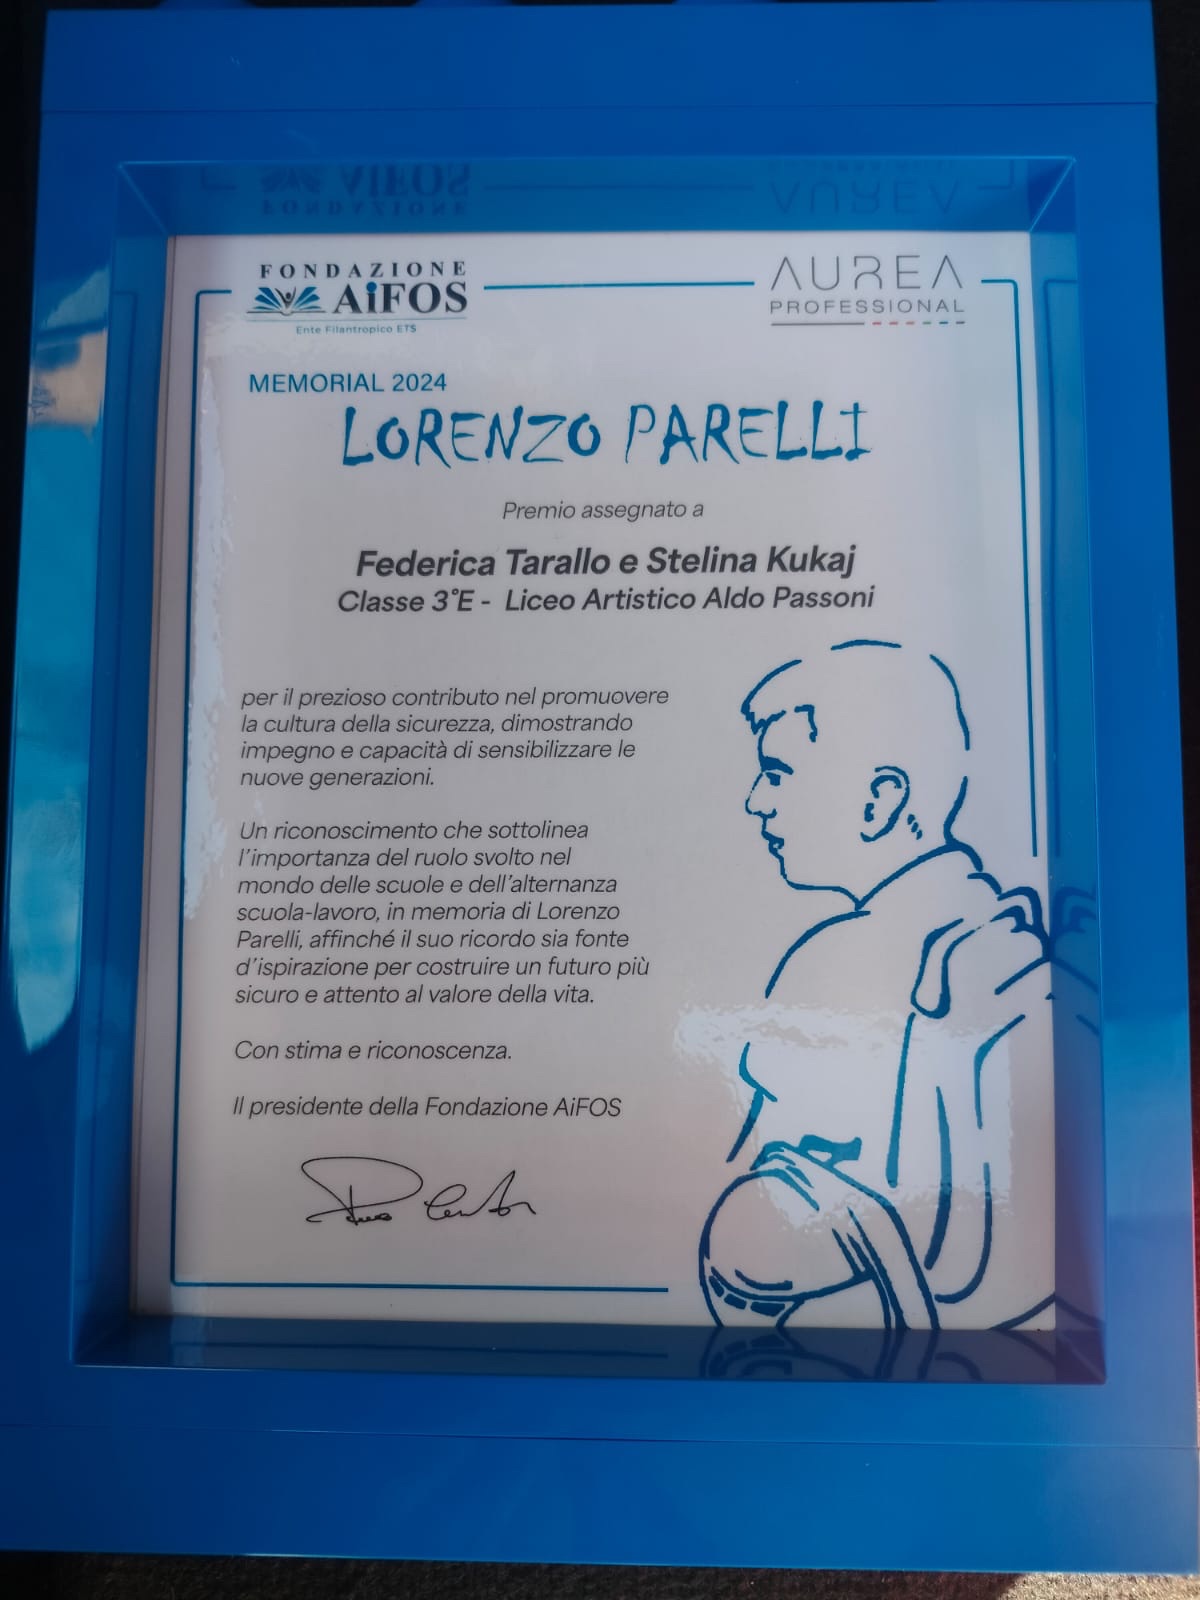 FONDAZIONE
AiFOS
Ente Filantropico ETS
AUREA
PROFESSIONAL
MEMORIAL 2024
LORENZO PARELLI
Premio assegnato a
Federica Tarallo e Stelina Kukaj
Classe 3°E - Liceo Artistico Aldo Passoni
per il prezioso contributo nel promuovere
la cultura della sicurezza, dimostrando
impegno e capacità di sensibilizzare le
nuove generazioni.
Un riconoscimento che sottolinea
l'importanza del ruolo svolto nel
mondo delle scuole e dell'alternanza
scuola-lavoro, in memoria di Lorenzo
Parelli, affinché il suo ricordo sia fonte
d'ispirazione per costruire un futuro più
sicuro e attento al valore della vita.
Con stima e riconoscenza.
Il presidente della Fondazione AiFOS